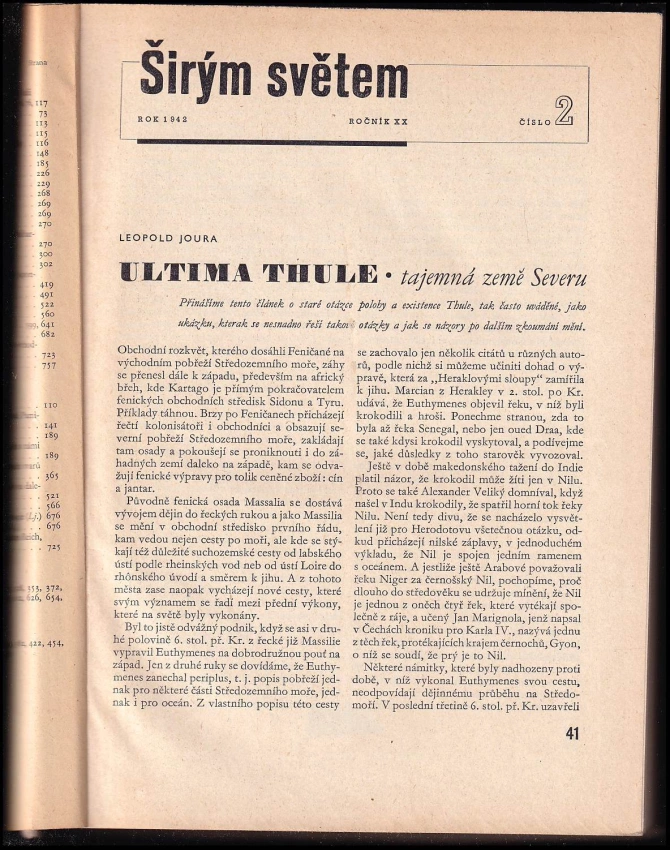 Širým světem
ROK 1943 ROČNÍK XX ČÍSLO 2
LEOPOLD JOURA
ULTIMA THULE • tajemná země Severu
Přinášíme tento článek o staré otázce polohy a existence Thule, tak často uváděné, jako
ukázku, kterak se nesnadno řeší takové otázky a jak se názory po dalším zkoumání mění.
Obchodní rozkvět, kterého dosáhli Feničané na
východním pobřeží Středozemního moře, záhy
se přenesl dále k západu, především na africký
břeh, kde Kartago je přímým pokračovatelem
fenických obchodních středisk Sidonu a Tyru.
Příklady táhnou. Brzy po Feničanech přicházejí
řečtí kolonisátoři i obchodníci a obsazují se-
verní pobřeží Středozemního moře, zakládají
tam osady a pokoušejí se proniknouti i do zá-
hadných zemí daleko na západě, kam se odva-
žují fenické výpravy pro tolik ceněné zboží: cín
a jantar.
Původně fenická osada Massalia se dostává
vývojem dějin do řeckých rukou a jako Massilia
se mění v obchodní středisko prvního řádu,
kam vedou nejen cesty po moři, ale kde se stý-
kají též důležité suchozemské cesty od labského
ústí podle rheinských vod neb od ústí Loire do
rhônského úvodí a směrem k jihu. A z tohoto
města zase naopak vycházejí nové cesty, které
svým významem se řadí mezi přední výkony,
které na světě byly vykonány.
Byl to jistě odvážný podnik, když se asi v dru-
hé polovině 6. stol. př. Kr. z řecké již Massilie
vypravil Euthymenes na dobrodružnou pouť na
západ. Jen z druhé ruky se dovídáme, že Euthy-
menes zanechal periplus, t. j. popis pobřeží jed-
nak pro některé části Středozemního moře, jed-
nak i pro oceán. Z vlastního popisu této cesty
se zachovalo jen několik citátů u různých auto-
rů, podle nichž si můžeme učiniti dohad o vý-
pravě, která za „Heraklovými sloupy“ zamířila
k jihu. Marcian z Herakley v 2. stol. po Kr.
udává, že Euthymenes objevil řeku, v níž byli
krokodili a hroši. Ponechme stranou, zda to
byla až řeka Senegal, nebo jen oued Draa, kde
se také kdysi krokodil vyskytoval, a podívejme
se, jaké důsledky z toho starověk vyvozoval.
Ještě v době makedonského tažení do Indie
platil názor, že krokodil může žíti jen v Nilu.
Proto se také Alexander Veliký domníval, když
našel v Indu krokodily, že spatřil horní tok řeky
Nilu. Není tedy divu, že se nacházelo vysvět-
lení již pro Herodotovu všetečnou otázku, od-
kud přicházejí nilské záplavy, v jednoduchém
výkladu, že Nil je spojen jedním ramenem
s oceánem. A jestliže ještě Arabové považovali
řeku Niger za černošský Nil, pochopíme, proč
dlouho do středověku se udržuje mínění, že Nil
je jednou z oněch čtyř řek, které vytékají spo-
lečně z ráje, a učený Jan Marignola, jenž napsal
v Čechách kroniku pro Karla IV., nazývá jednu
z těch řek, protékajících krajem černochů, Gyon,
o níž se soudí, že prý je to Nil.
Některé námitky, které byly nadhozeny proti
době, v níž vykonal Euthymenes svou cestu,
neodpovídají dějinnému průběhu na Středo-
moří. V poslední třetině 6. stol. př. Kr. uzavřeli
41